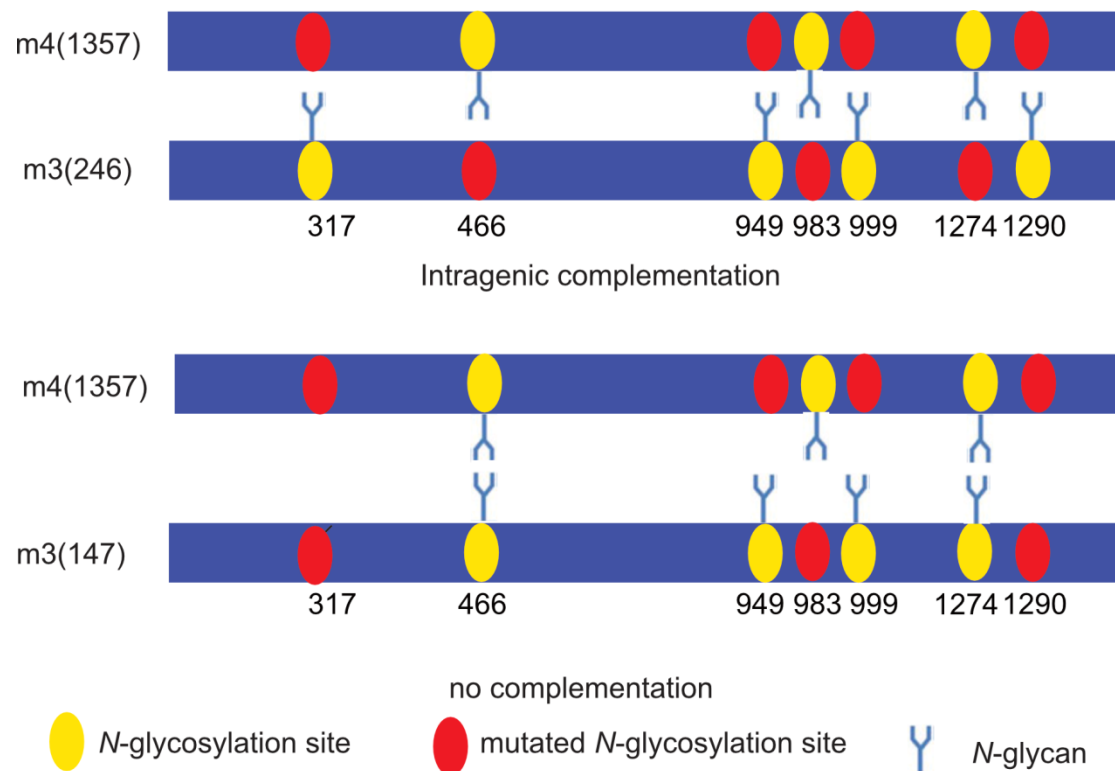 m4(1357)
m3(246)
317 466 949 983 999 1274 1290
Intragenic complementation
m4(1357)
m3(147)
317 466 949 983 999 1274 1290
no complementation
N-glycosylation site mutated N-glycosylation site N-glycan